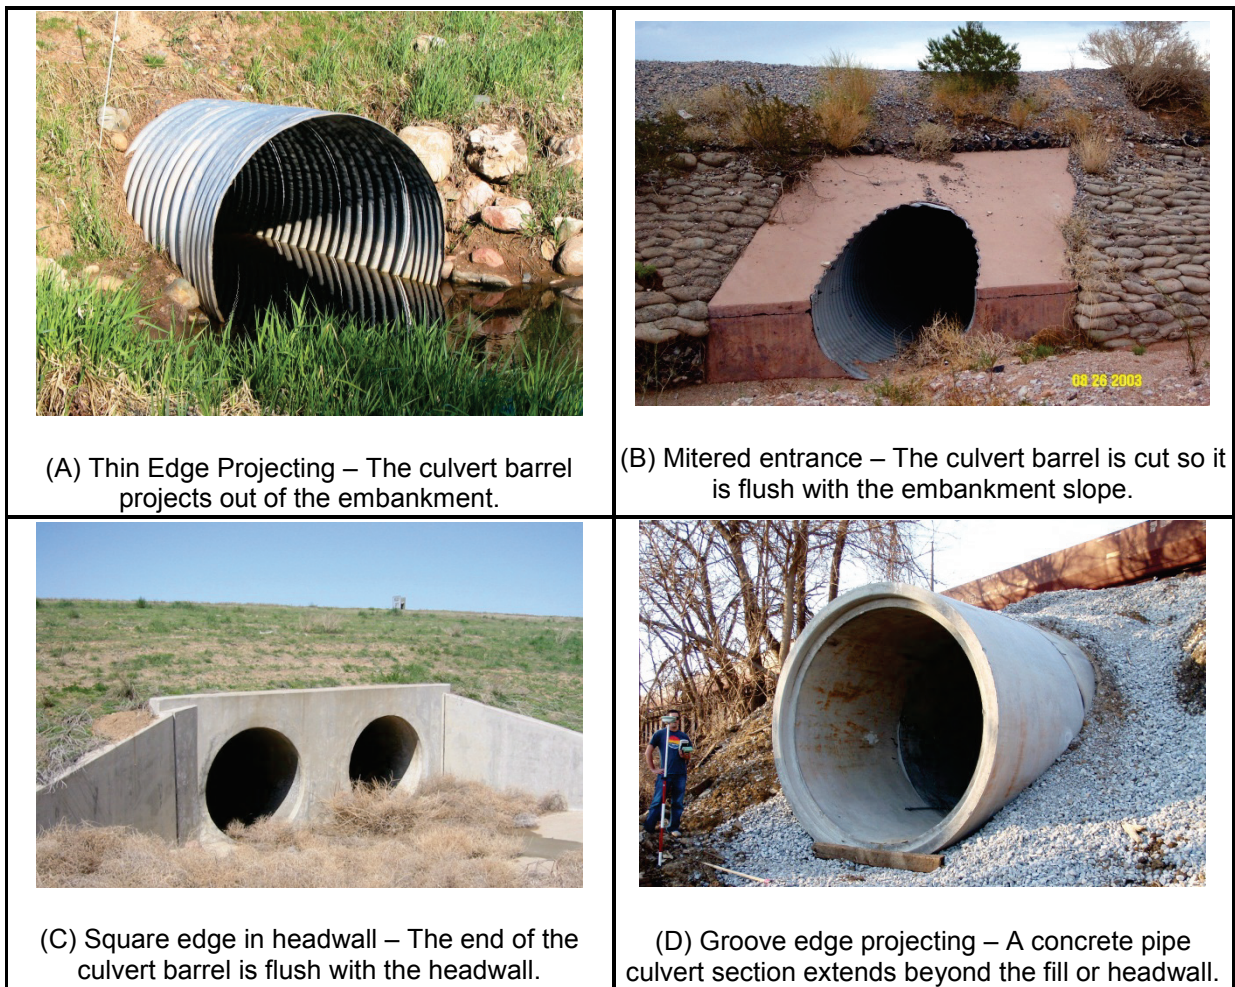 08 26 2003
(A) Thin Edge Projecting – The culvert barrel
projects out of the embankment.
(B) Mitered entrance – The culvert barrel is cut so it
is flush with the embankment slope.
(C) Square edge in headwall – The end of the
culvert barrel is flush with the headwall.
(D) Groove edge projecting – A concrete pipe
culvert section extends beyond the fill or headwall.